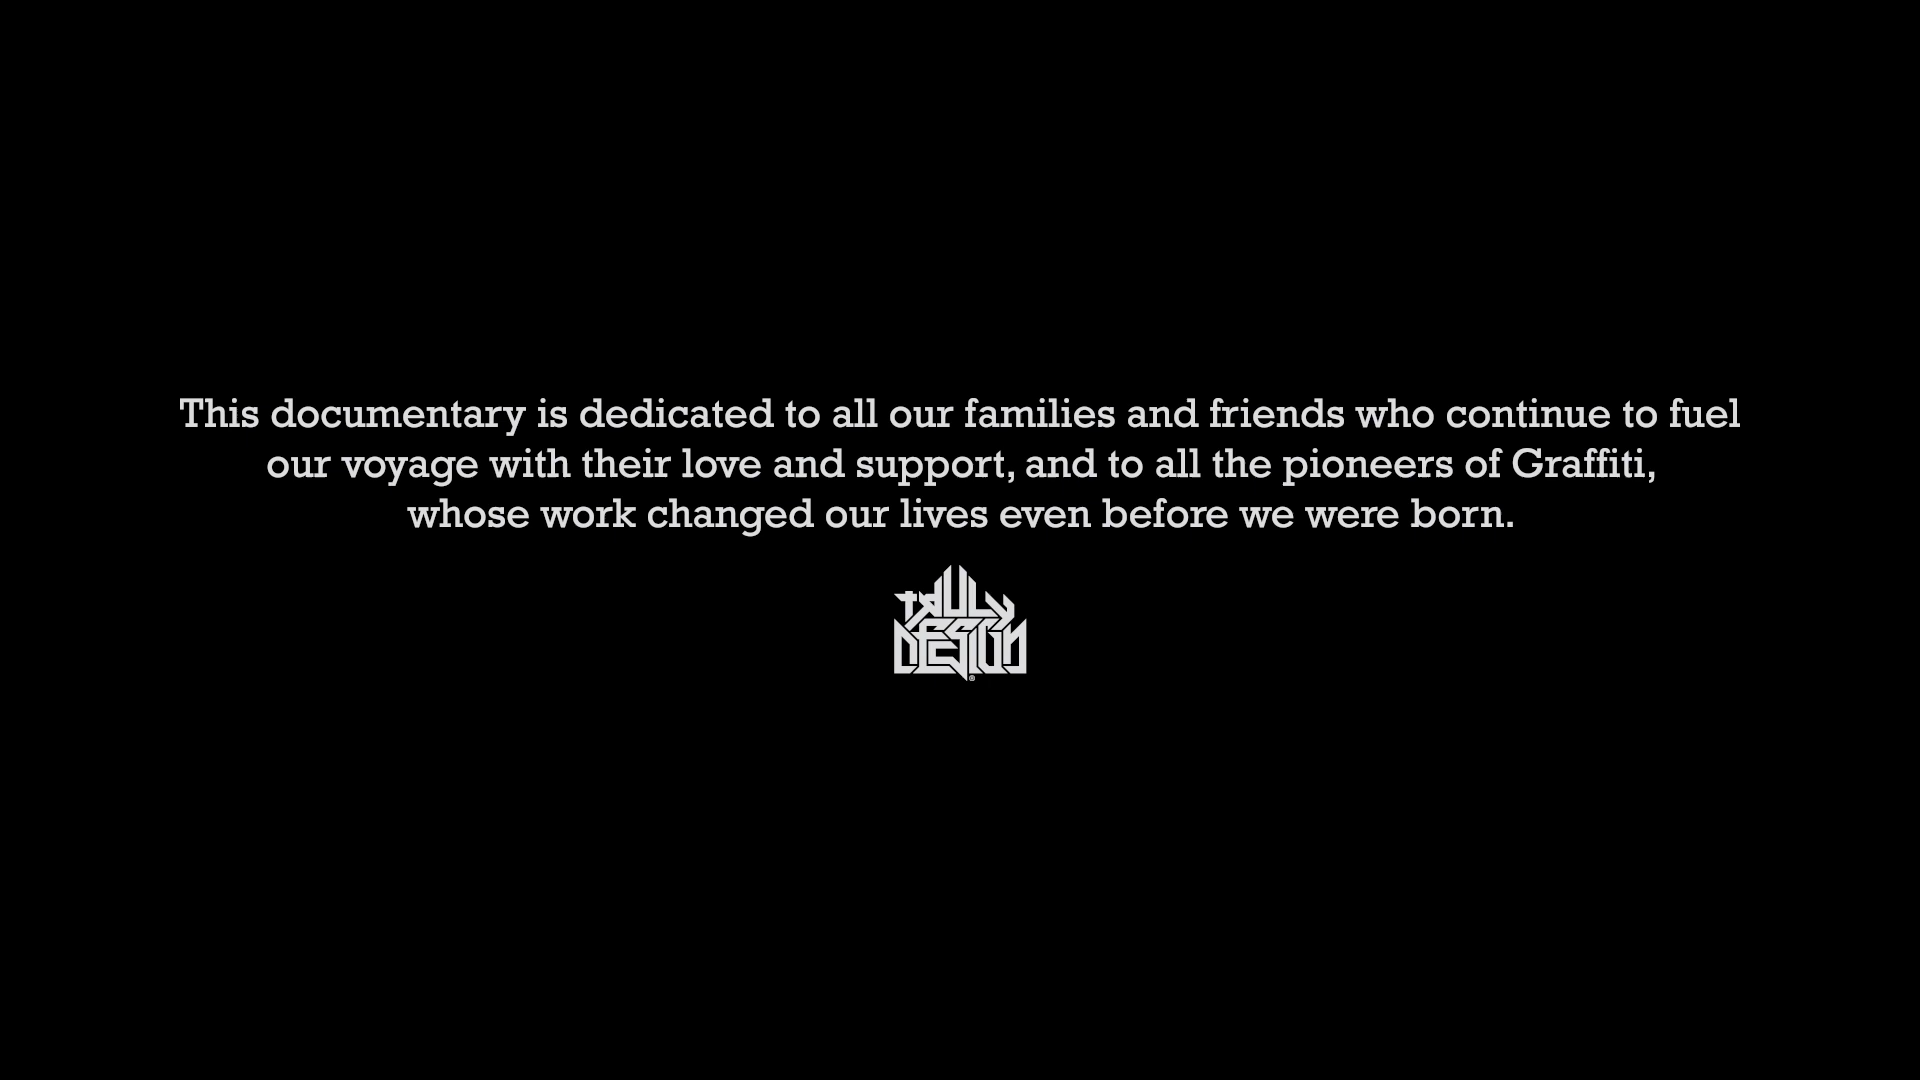 This documentary is dedicated to all our families and friends who continue to fuel
our voyage with their love and support, and to all the pioneers of Graffiti,
whose work changed our lives even before we were born.
TRULY
DESIGN
®